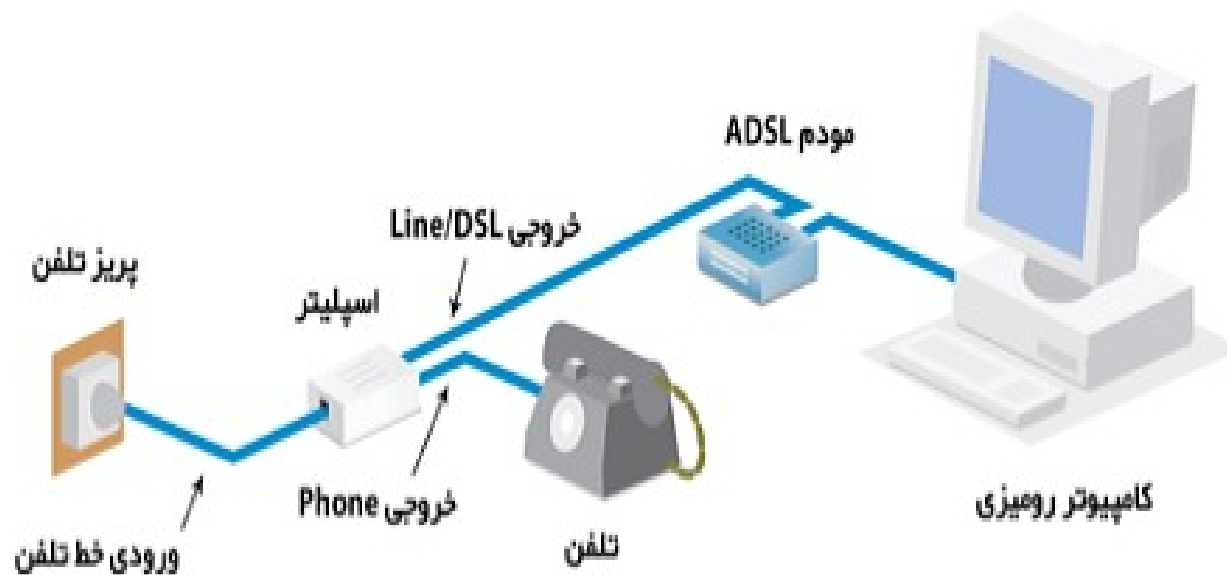 مودم ADSL
خروجی Line/DSL
پریز تلفن
اسپلیتر
کامپیوتر رومیزی
خروجی Phone
تلفن
ورودی خط تلفن